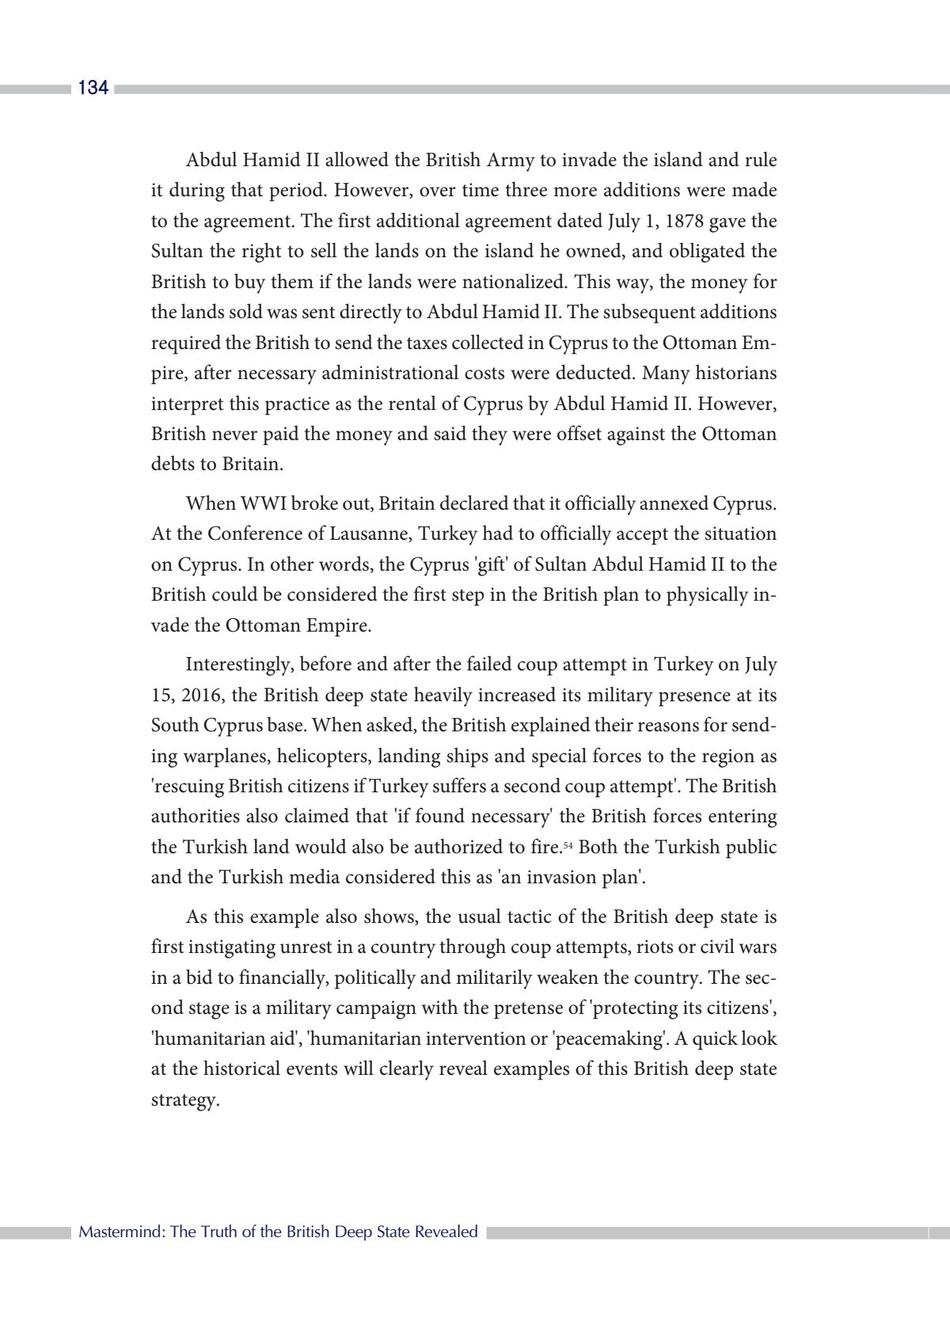 134
Abdul Hamid II allowed the British Army to invade the island and rule
it during that period. However, over time three more additions were made
to the agreement. The first additional agreement dated July 1, 1878 gave the
Sultan the right to sell the lands on the island he owned, and obligated the
British to buy them if the lands were nationalized. This way, the money for
the lands sold was sent directly to Abdul Hamid II. The subsequent additions
required the British to send the taxes collected in Cyprus to the Ottoman Em-
pire, after necessary administrational costs were deducted. Many historians
interpret this practice as the rental of Cyprus by Abdul Hamid II. However,
British never paid the money and said they were offset against the Ottoman
debts to Britain.
When WWI broke out, Britain declared that it officially annexed Cyprus.
At the Conference of Lausanne, Turkey had to officially accept the situation
on Cyprus. In other words, the Cyprus 'gift' of Sultan Abdul Hamid II to the
British could be considered the first step in the British plan to physically in-
vade the Ottoman Empire.
Interestingly, before and after the failed coup attempt in Turkey on July
15, 2016, the British deep state heavily increased its military presence at its
South Cyprus base. When asked, the British explained their reasons for send-
ing warplanes, helicopters, landing ships and special forces to the region as
'rescuing British citizens if Turkey suffers a second coup attempt'. The British
authorities also claimed that 'if found necessary' the British forces entering
the Turkish land would also be authorized to fire.54 Both the Turkish public
and the Turkish media considered this as 'an invasion plan'.
As this example also shows, the usual tactic of the British deep state is
first instigating unrest in a country through coup attempts, riots or civil wars
in a bid to financially, politically and militarily weaken the country. The sec-
ond stage is a military campaign with the pretense of 'protecting its citizens',
'humanitarian aid', 'humanitarian intervention or 'peacemaking'. A quick look
at the historical events will clearly reveal examples of this British deep state
strategy.
Mastermind: The Truth of the British Deep State Revealed